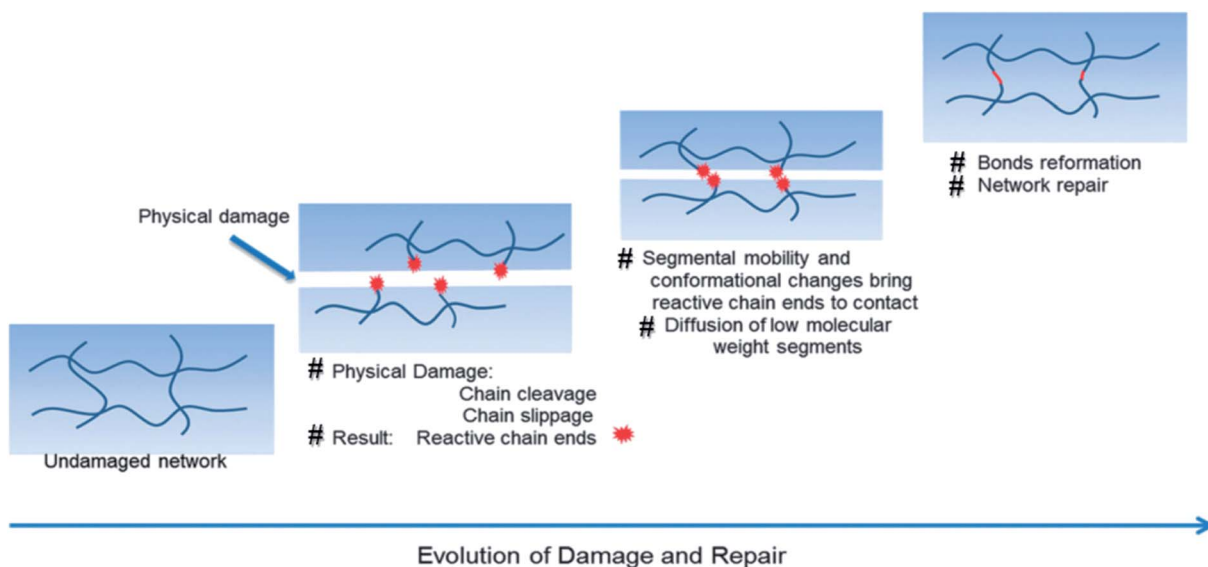 Physical damage
Undamaged network
# Physical Damage:
Chain cleavage
Chain slippage
# Result: Reactive chain ends
# Segmental mobility and
conformational changes bring
reactive chain ends to contact
# Diffusion of low molecular
weight segments
# Bonds reformation
# Network repair
Evolution of Damage and Repair